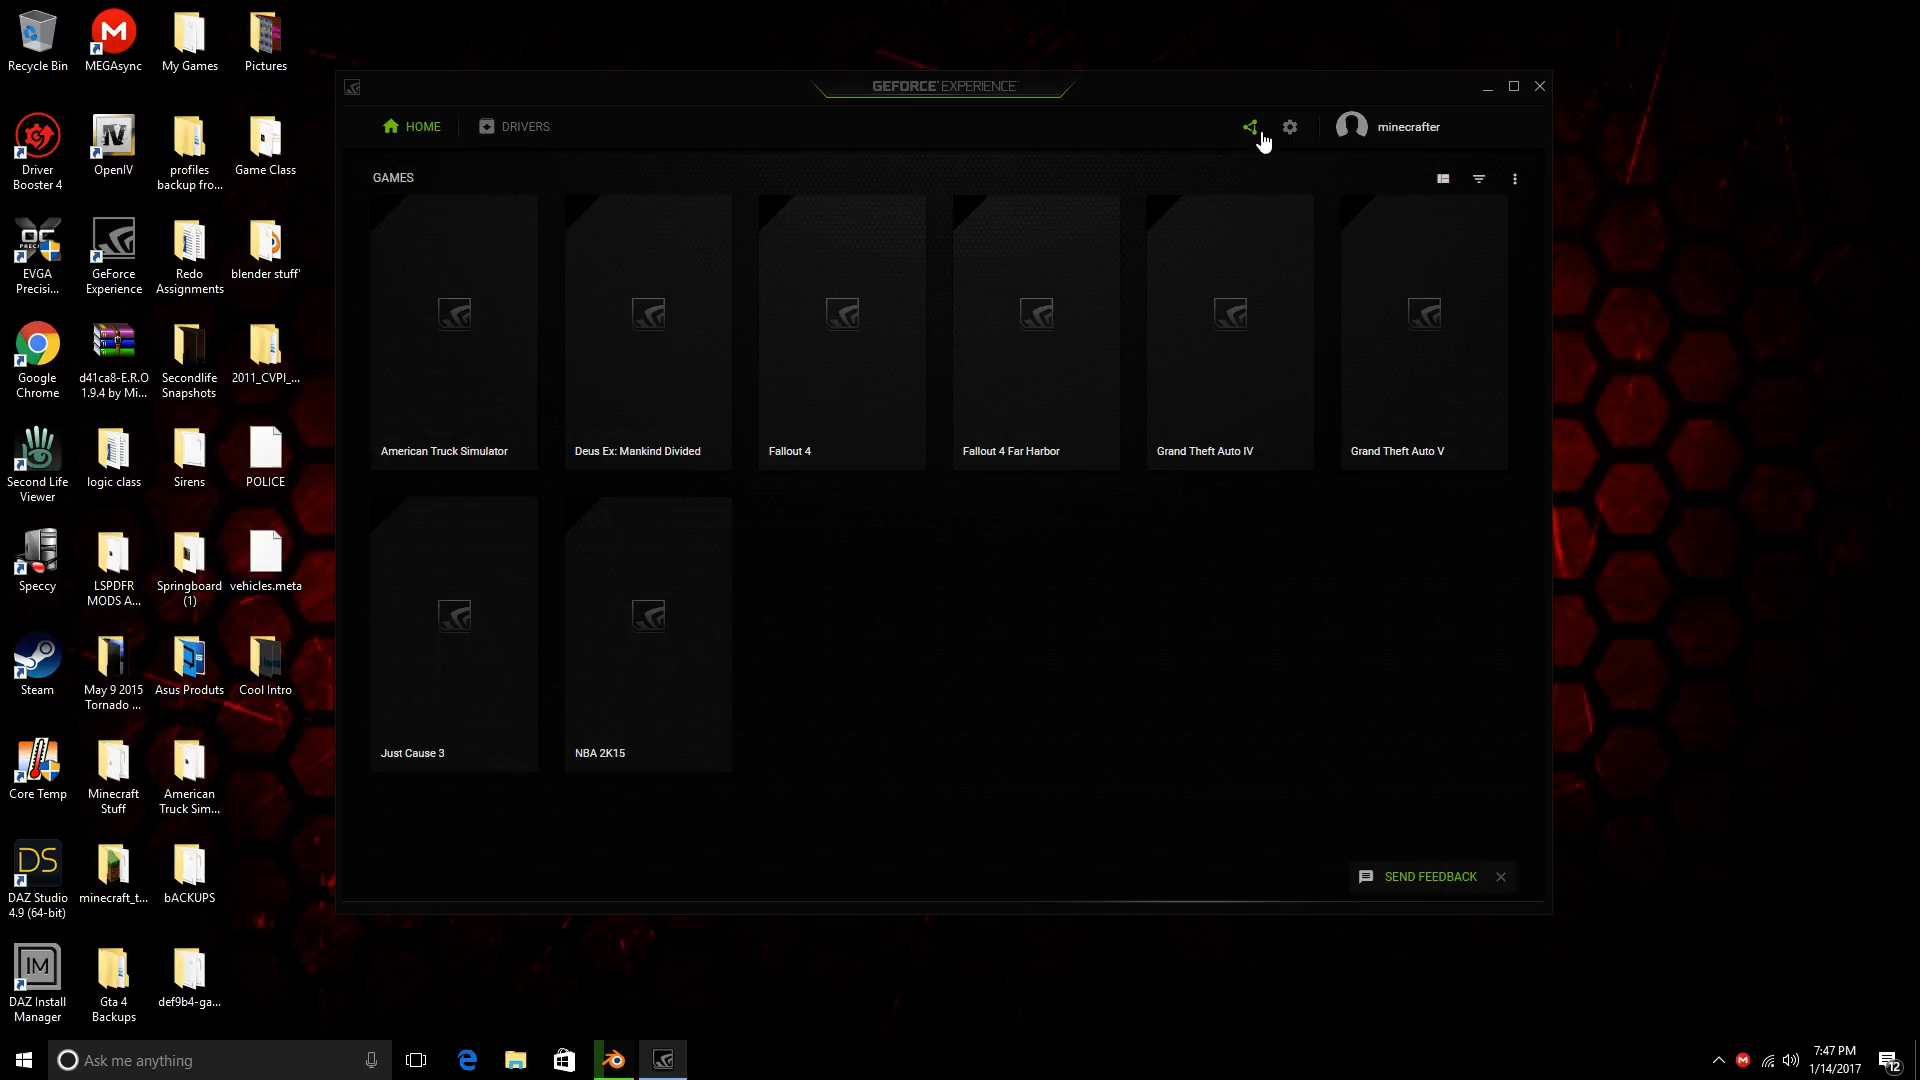 Recycle Bin
MEGAsync
My Games
Pictures
Driver
Booster 4
OpenIV
profiles
backup fro...
Game Class
EVGA
Precisi...
GeForce
Experience
Redo
Assignments
blender stuff'
Google
Chrome
d41ca8-E.R.O
1.9.4 by Mi...
Secondlife
Snapshots
2011_CVPI_...
Second Life
Viewer
logic class
Sirens
POLICE
Speccy
LSPDFR
MODS A...
Springboard
(1)
vehicles.meta
Steam
May 9 2015
Tornado ...
Asus Produts
Cool Intro
Core Temp
Minecraft
Stuff
American
Truck Sim...
DAZ Studio
4.9 (64-bit)
minecraft_t...
bACKUPS
DAZ Install
Manager
Gta 4
Backups
def9b4-ga...
GEFORCE EXPERIENCE
HOME
DRIVERS
minecrafter
GAMES
American Truck Simulator
Deus Ex: Mankind Divided
Fallout 4
Fallout 4 Far Harbor
Grand Theft Auto IV
Grand Theft Auto V
Just Cause 3
NBA 2K15
SEND FEEDBACK
Ask me anything
7:47 PM
1/14/2017
12